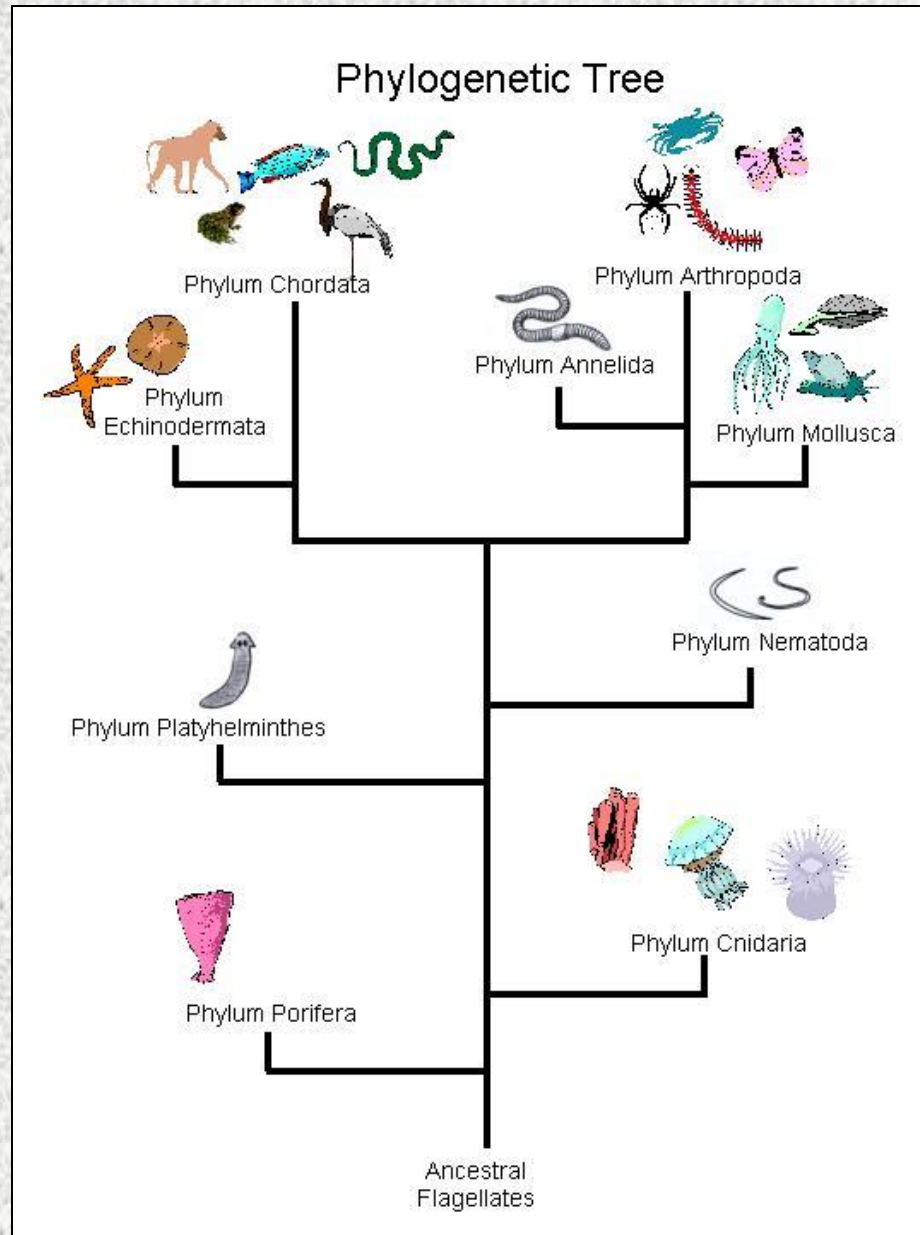 Phylogenetic Tree
Phylum Chordata
Phylum Arthropoda
Phylum Annelida
Phylum
Echinodermata
Phylum Mollusca
Phylum Nematoda
Phylum Platyhelminthes
Phylum Cnidaria
Phylum Porifera
Ancestral
Flagellates